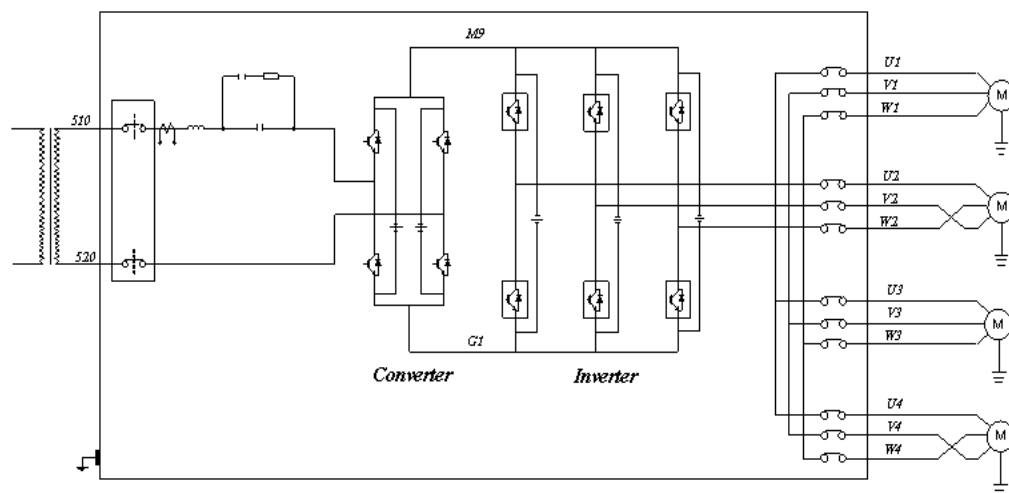 M9
U1
V1
M
W1
510
U2
V2
M
W2
520
U3
V3
M
W3
G1
Converter
Inverter
U4
V4
M
W4